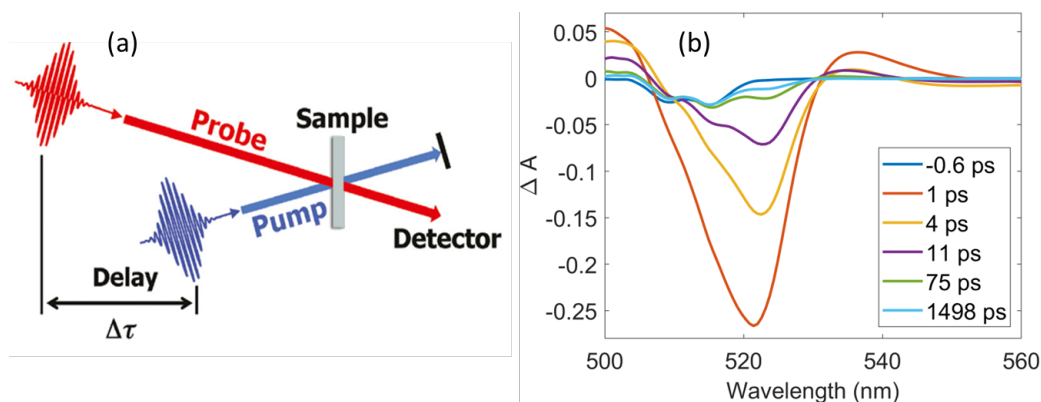 (a)
Probe
Sample
Pump
Detector
Delay
Δτ
(b)
0.05
0
-0.05
-0.1
-0.15
-0.2
-0.25
Δ A
500
520
540
560
Wavelength (nm)
-0.6 ps
1 ps
4 ps
11 ps
75 ps
1498 ps